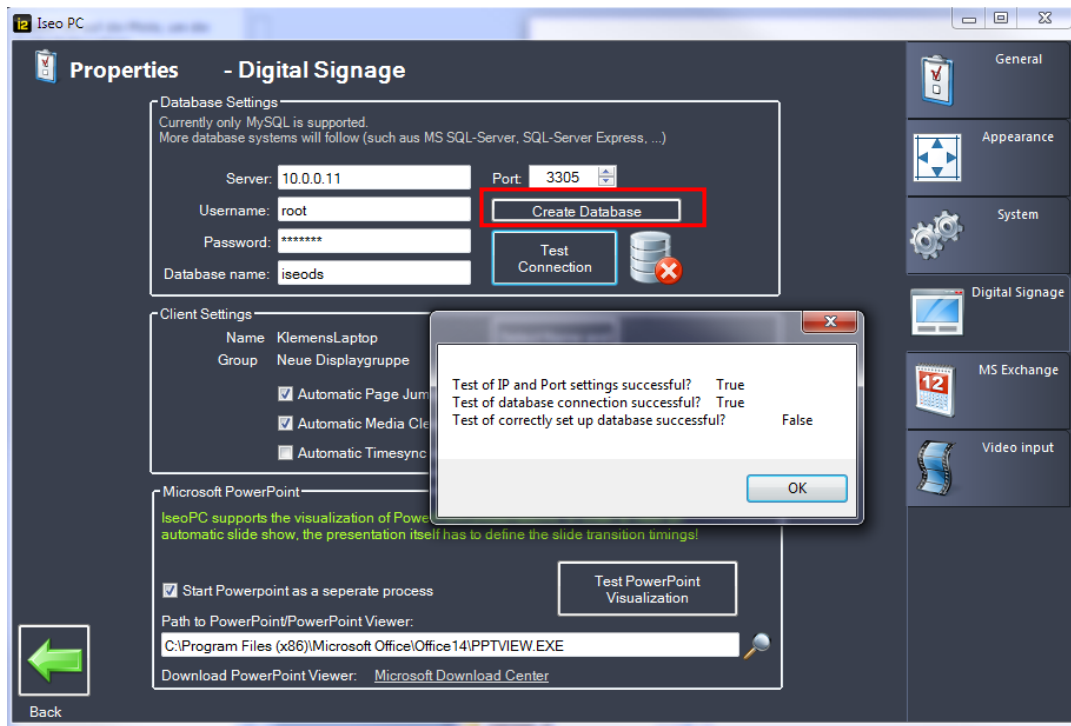 Iseo PC
Properties - Digital Signage
General
Appearance
System
Digital Signage
MS Exchange
12
Video input
Database Settings
Currently only MySQL is supported.
More database systems will follow (such aus MS SQL-Server, SQL-Server Express, ...)
Server: 10.0.0.11 Port: 3305
Username: root Create Database
Password: *******
Test
Connection
Database name: iseods
Client Settings
Name KlemensLaptop
Group Neue Displaygruppe
Automatic Page Jum
Automatic Media Cle
Automatic Timesync
Test of IP and Port settings successful? True
Test of database connection successful? True
Test of correctly set up database successful? False
OK
Microsoft PowerPoint
IseoPC supports the visualization of Powe
automatic slide show, the presentation itself has to define the slide transition timings!
Start Powerpoint as a seperate process
Test PowerPoint
Visualization
Path to PowerPoint/PowerPoint Viewer:
C:\Program Files (x86)\Microsoft Office\Office14\PPTVIEW.EXE
Download PowerPoint Viewer: Microsoft Download Center
Back